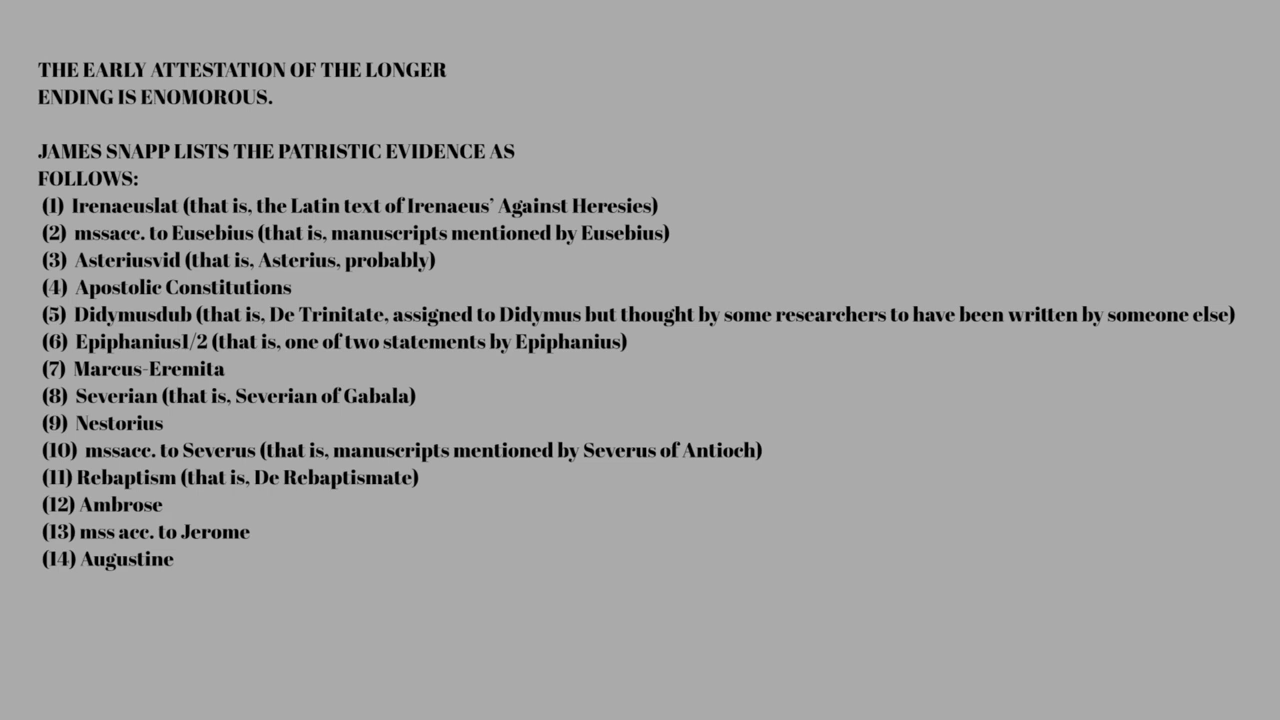 THE EARLY ATTESTATION OF THE LONGER
ENDING IS ENOMOROUS.
JAMES SNAPP LISTS THE PATRISTIC EVIDENCE AS
FOLLOWS:
(1) Irenaeuslat (that is, the Latin text of Irenaeus’ Against Heresies)
(2) mssacc. to Eusebius (that is, manuscripts mentioned by Eusebius)
(3) Asteriusvid (that is, Asterius, probably)
(4) Apostolic Constitutions
(5) Didymusdub (that is, De Trinitate, assigned to Didymus but thought by some researchers to have been written by someone else)
(6) Epiphanius1/2 (that is, one of two statements by Epiphanius)
(7) Marcus-Eremita
(8) Severian (that is, Severian of Gabala)
(9) Nestorius
(10) mssacc. to Severus (that is, manuscripts mentioned by Severus of Antioch)
(11) Rebaptism (that is, De Rebaptismate)
(12) Ambrose
(13) mss acc. to Jerome
(14) Augustine